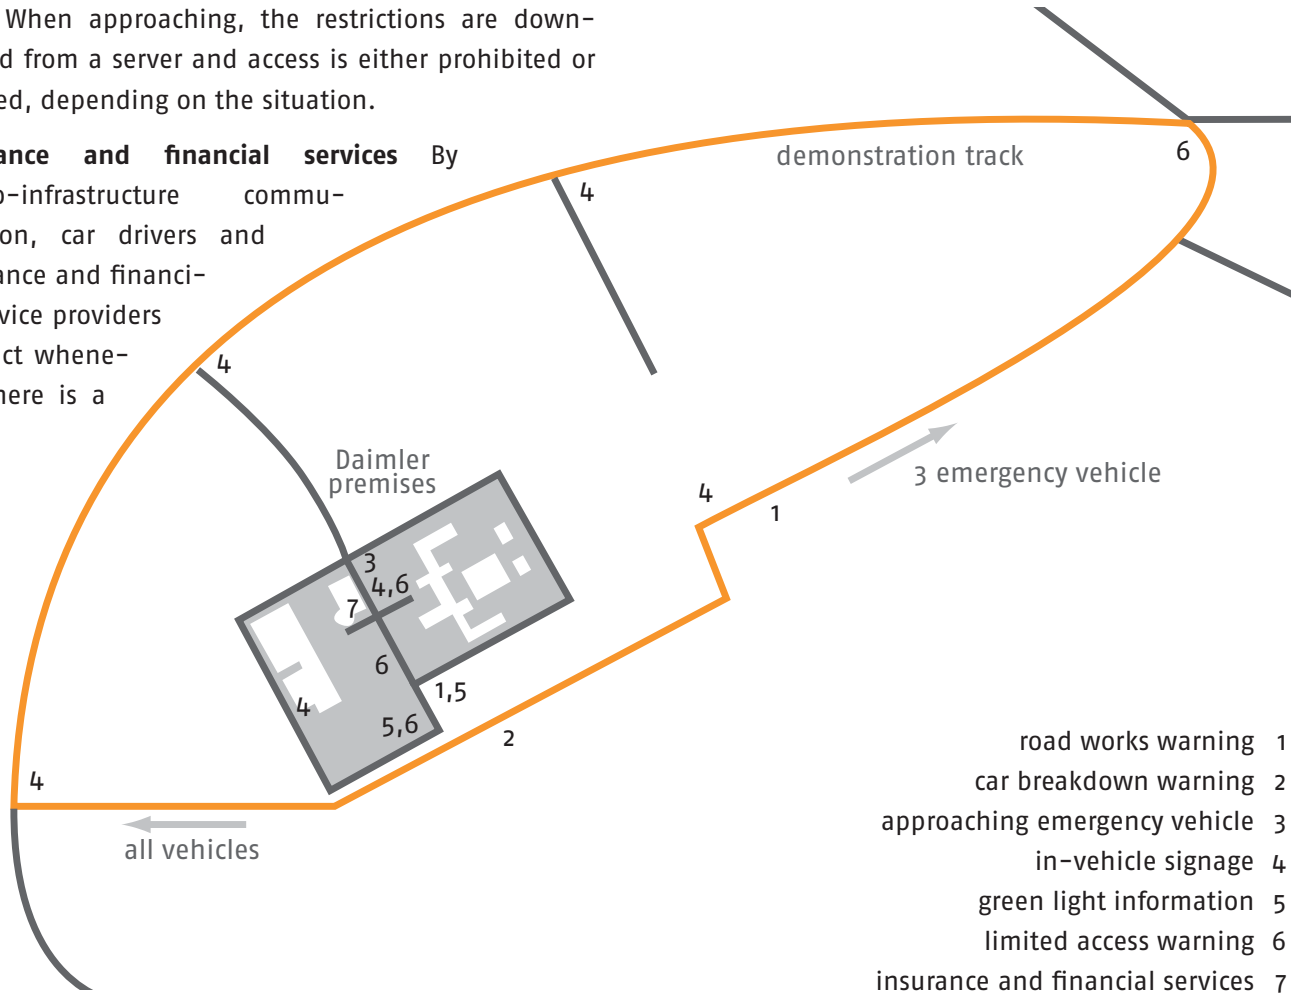 When approaching, the restrictions are down-
d from a server and access is either prohibited or
ed, depending on the situation.
ance and financial services By
o-infrastructure commu-
on, car drivers and
ance and financi-
vice providers
ct whene-
here is a
demonstration track
6
4
4
Daimler
premises
3 emergency vehicle
4
1
3
4,6
7
6
1,5
4
5,6
2
4
all vehicles
road works warning 1
car breakdown warning 2
approaching emergency vehicle 3
in-vehicle signage 4
green light information 5
limited access warning 6
insurance and financial services 7